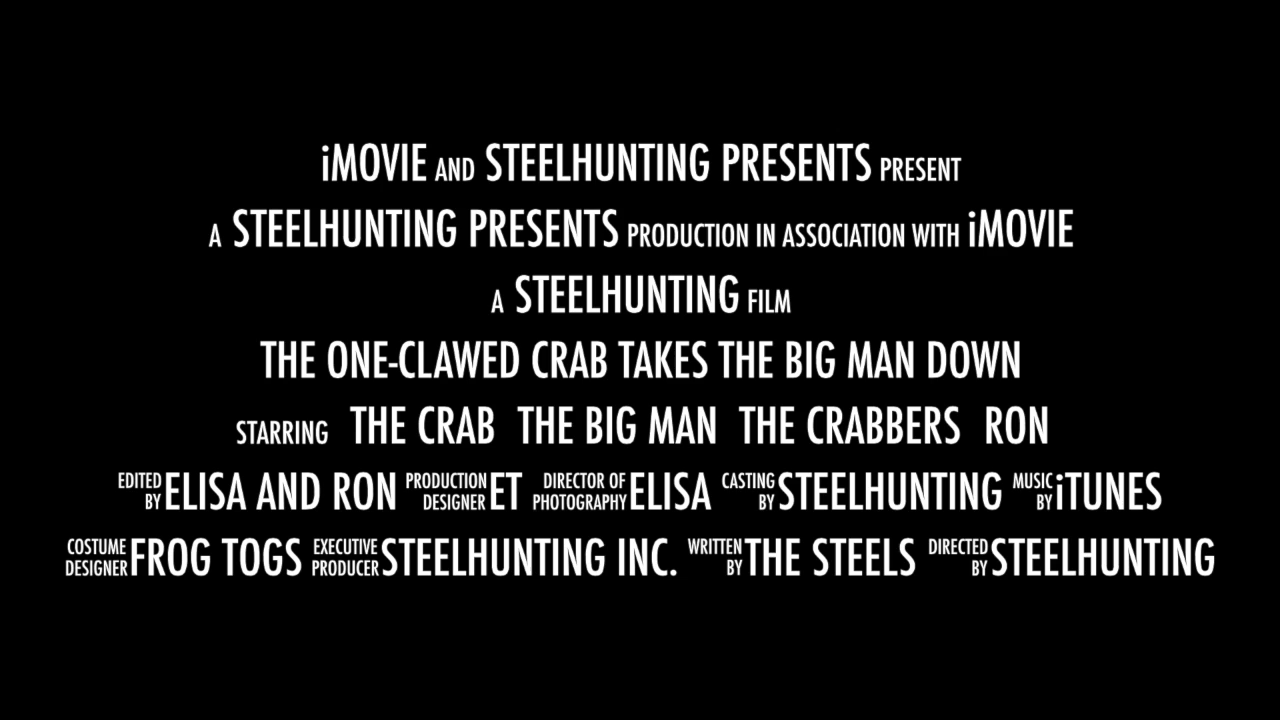 iMOVIE AND STEELHUNTING PRESENTS PRESENT
A STEELHUNTING PRESENTS PRODUCTION IN ASSOCIATION WITH iMOVIE
A STEELHUNTING FILM
THE ONE-CLAWED CRAB TAKES THE BIG MAN DOWN
STARRING THE CRAB THE BIG MAN THE CRABBERS RON
EDITED BY ELISA AND RON PRODUCTION DESIGNER ET DIRECTOR OF PHOTOGRAPHY ELISA CASTING BY STEELHUNTING MUSIC BY iTUNES
COSTUME DESIGNER FROG TOGS EXECUTIVE PRODUCER STEELHUNTING INC. WRITTEN BY THE STEELS DIRECTED BY STEELHUNTING